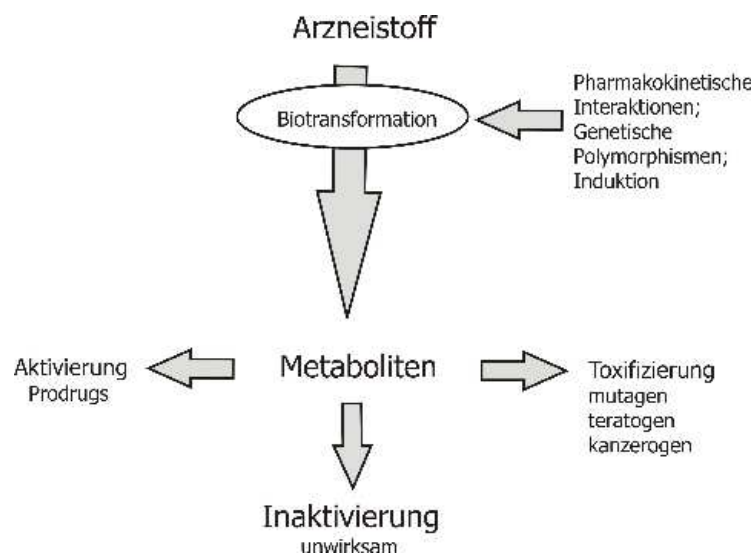 Arzneistoff
Biotransformation
Pharmakokinetische
Interaktionen;
Genetische
Polymorphismen;
Induktion
Aktivierung
Prodrugs
Metaboliten
Toxifizierung
mutagen
teratogen
kanzerogen
Inaktivierung
unwirksam